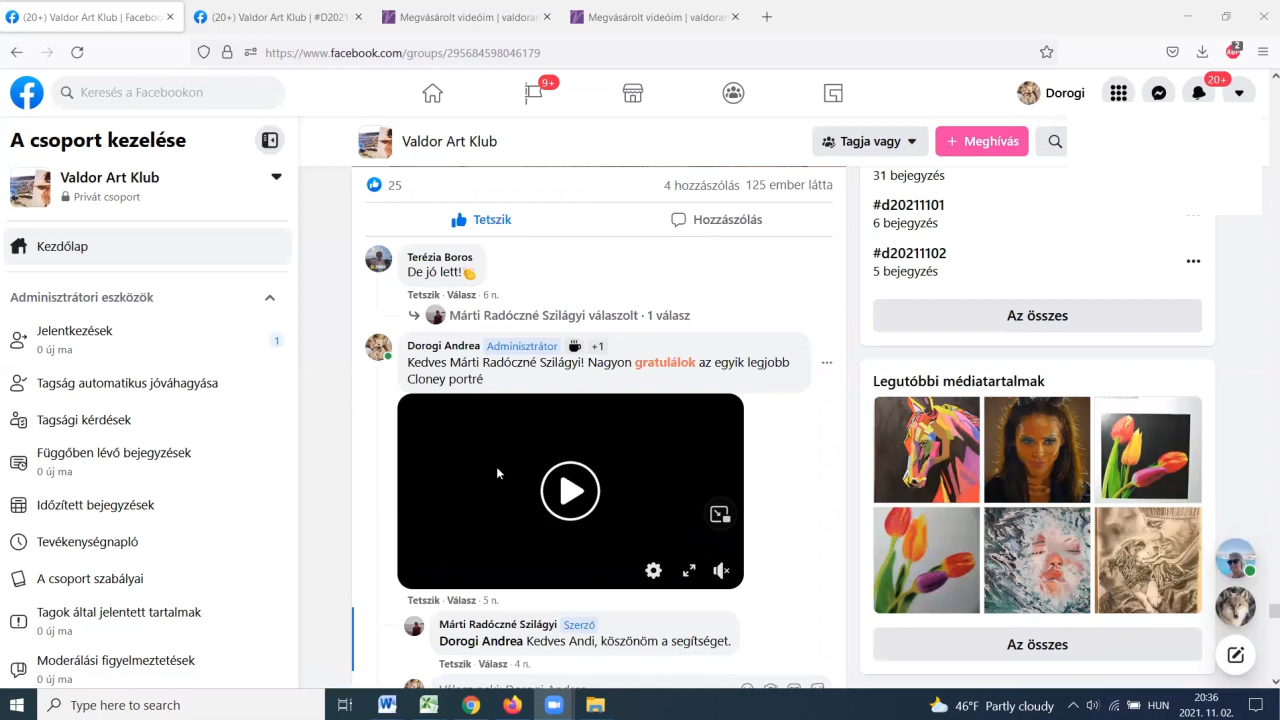 (20+) Valdor Art Klub | Faceboo
(20+) Valdor Art Klub | #D2021
Megvásárolt videóim | valdorar
Megvásárolt videóim | valdorar
https://www.facebook.com/groups/295684598046179
2
Keresés a Facebookon
9+
Dorogi
20+
A csoport kezelése
Valdor Art Klub
Privát csoport
Kezdőlap
Adminisztrátori eszközök
Jelentkezések
0 új ma
1
Tagság automatikus jóváhagyása
Tagsági kérdések
Függőben lévő bejegyzések
0 új ma
Időzített bejegyzések
Tevékenységnapló
A csoport szabályai
Tagok által jelentett tartalmak
0 új ma
Moderálási figyelmeztetések
0 új ma
Valdor Art Klub
Tagja vagy
+ Meghívás
25
4 hozzászólás 125 ember látta
Tetszik
Hozzászólás
Terézia Boros
De jó lett!👏
Tetszik · Válasz · 6 n.
Márti Radóczné Szilágyi válaszolt · 1 válasz
Dorogi Andrea Adminisztrátor +1
Kedves Márti Radóczné Szilágyi! Nagyon gratulálok az egyik legjobb
Cloney portré
Tetszik · Válasz · 5 n.
Márti Radóczné Szilágyi Szerző
Dorogi Andrea Kedves Andi, köszönöm a segítséget.
Tetszik · Válasz · 4 n.
Válasz neki: Dorogi Andrea
31 bejegyzés
#d20211101
6 bejegyzés
#d20211102
5 bejegyzés
Az összes
Legutóbbi médiatartalmak
Az összes
Type here to search
46°F Partly cloudy
HUN
20:36
2021. 11. 02.